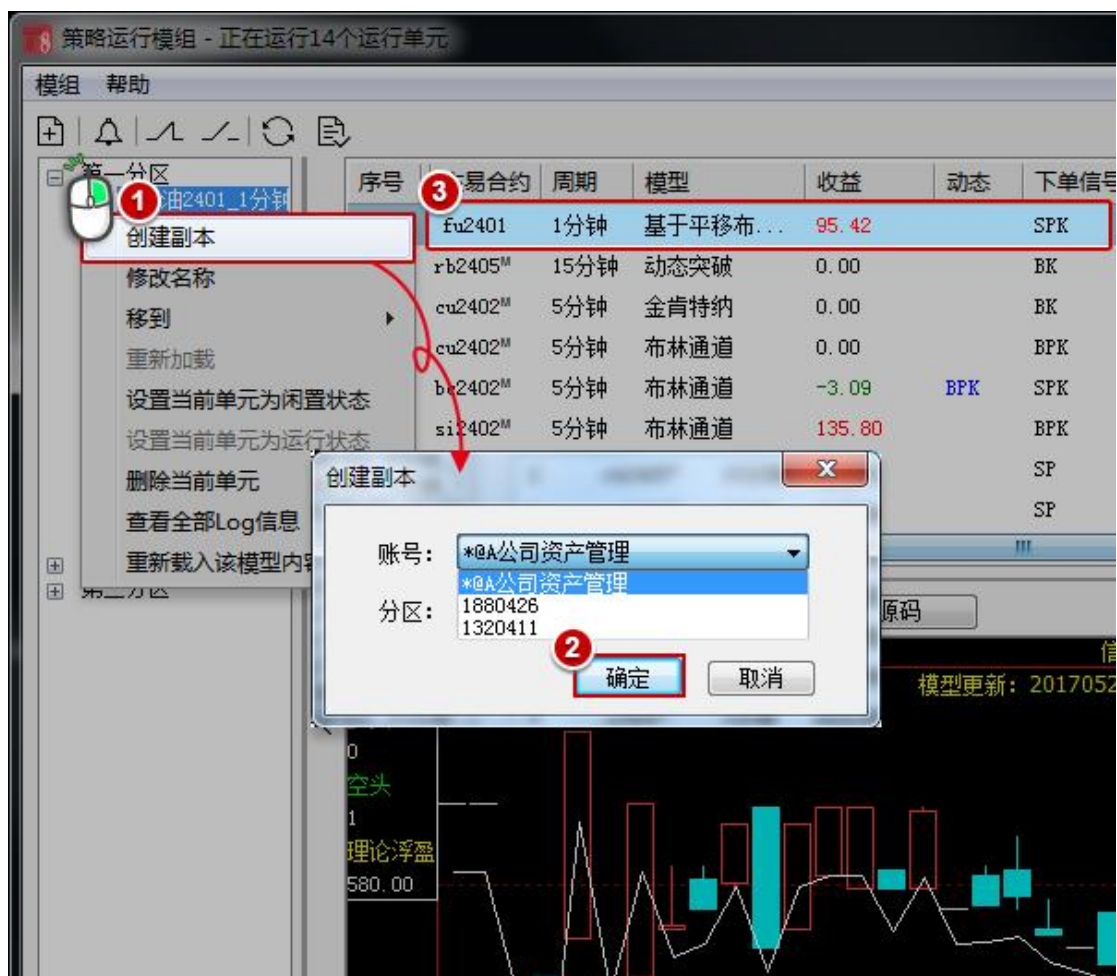 策略运行模组 - 正在运行14个运行单元
模组 帮助
第一分区
油2401_1分钟
1
创建副本
修改名称
移到
重新加载
设置当前单元为闲置状态
设置当前单元为运行状态
删除当前单元
查看全部Log信息
重新载入该模型内
序号 易合约 周期 模型 收益 动态 下单信号
3
fu2401 1分钟 基于平移布... 95.42 SPK
rb2405M 15分钟 动态突破 0.00 BK
cu2402M 5分钟 金肯特纳 0.00 BK
cu2402M 5分钟 布林通道 0.00 BPK
bc2402M 5分钟 布林通道 -3.09 BPK SPK
si2402M 5分钟 布林通道 135.80 BPK
SP
SP
创建副本
账号: *@A公司资产管理
*@A公司资产管理
分区: 1880426
1320411
2
确定 取消
源码
信
模型更新: 2017052
0
空头
1
理论浮盈
580.00